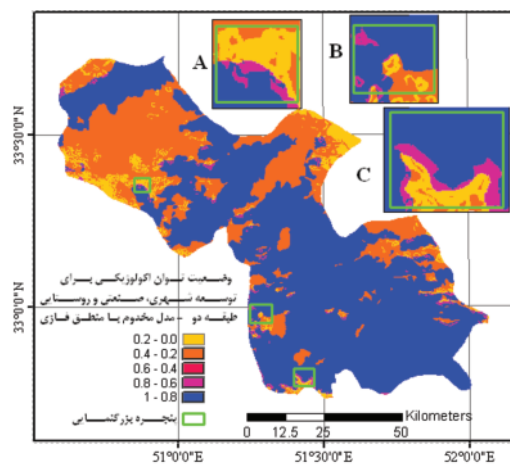 A
B
C
33°30'0"N
33°0'0"N
وضعیت توان اکولوژیکی برای
توسعه شهری، صنعتی و روستایی
طبقه دو - مدل مخدوم با منطق فازی
0.2 - 0.0
0.4 - 0.2
0.6 - 0.4
0.8 - 0.6
1 - 0.8
پنجره بزرگنمایی
Kilometers
0 12.5 25 50
51°0'0"E 51°30'0"E 52°0'0"E